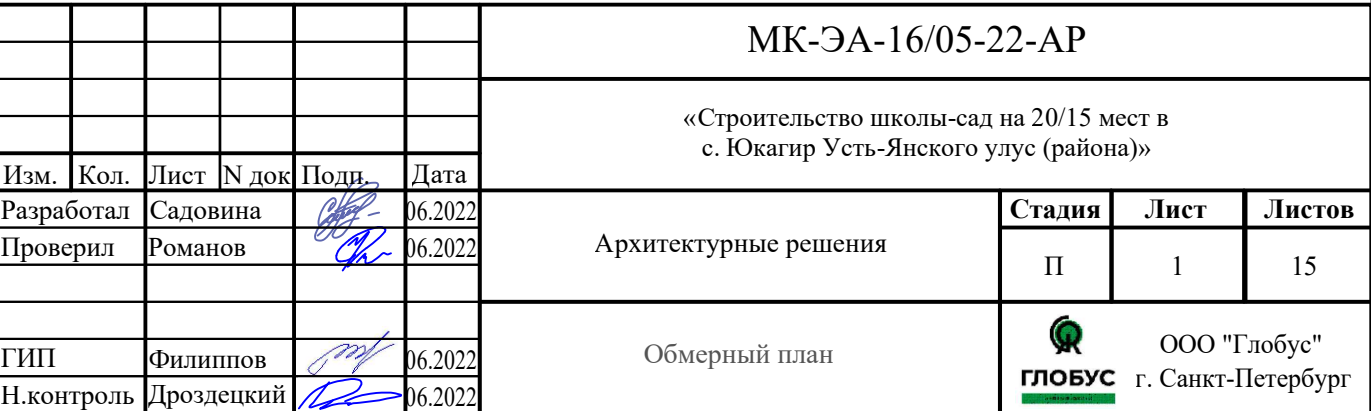 МК-ЭА-16/05-22-АР
«Строительство школы-сад на 20/15 мест в
с. Юкагир Усть-Янского улус (района)»
Изм. Кол. Лист N док Подп. Дата
Разработал Садовина 06.2022
Проверил Романов 06.2022
Архитектурные решения
Стадия Лист Листов
П 1 15
ГИП Филиппов 06.2022
Н.контроль Дроздецкий 06.2022
Обмерный план
ГЛОБУС
ООО "Глобус"
г. Санкт-Петербург